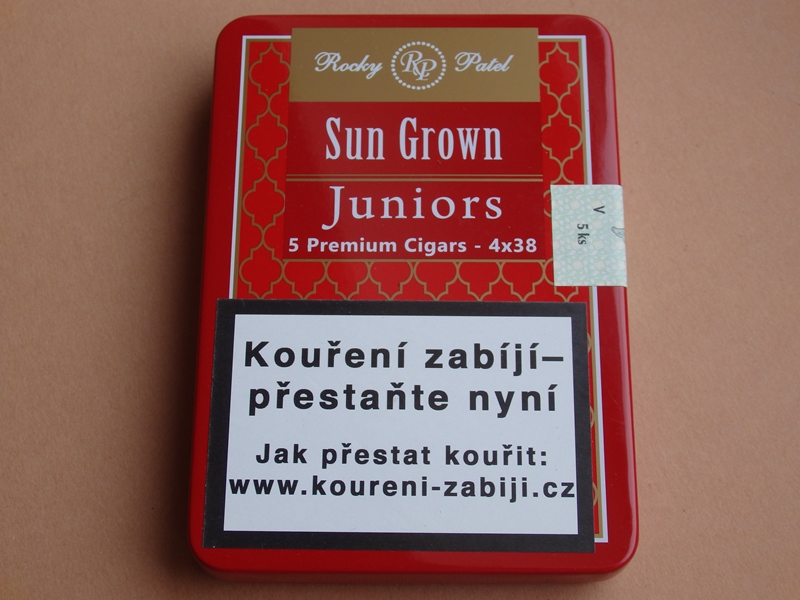 Rocky RP Patel
Sun Grown
Juniors
5 Premium Cigars - 4x38
V
5 ks
Kouření zabíjí–
přestaňte nyní
Jak přestat kouřit:
www.koureni-zabiji.cz